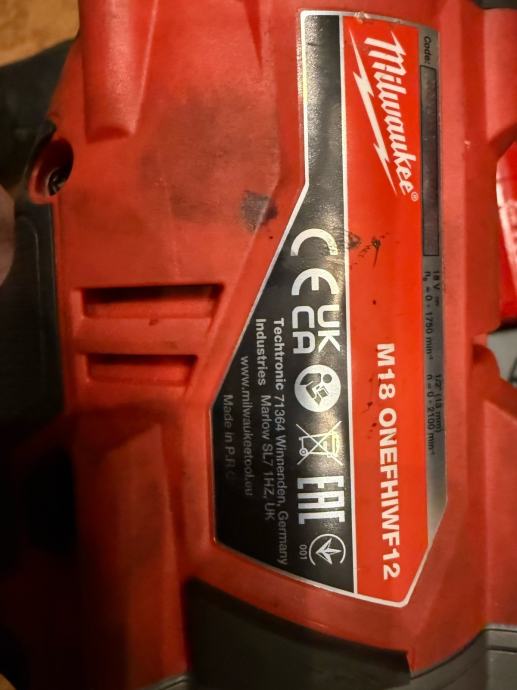 Milwaukee®
Code:
18 V
n₀ = 0 - 1750 min⁻¹
1/2" (13 mm)
n = 0 - 2100 min⁻¹
M18 ONEFHIWF12
CE UK CA EAC
001
Techtronic Industries
71364 Winnenden, Germany
Marlow SL7 1HZ, UK
www.milwaukeetool.eu
Made in P.R.C